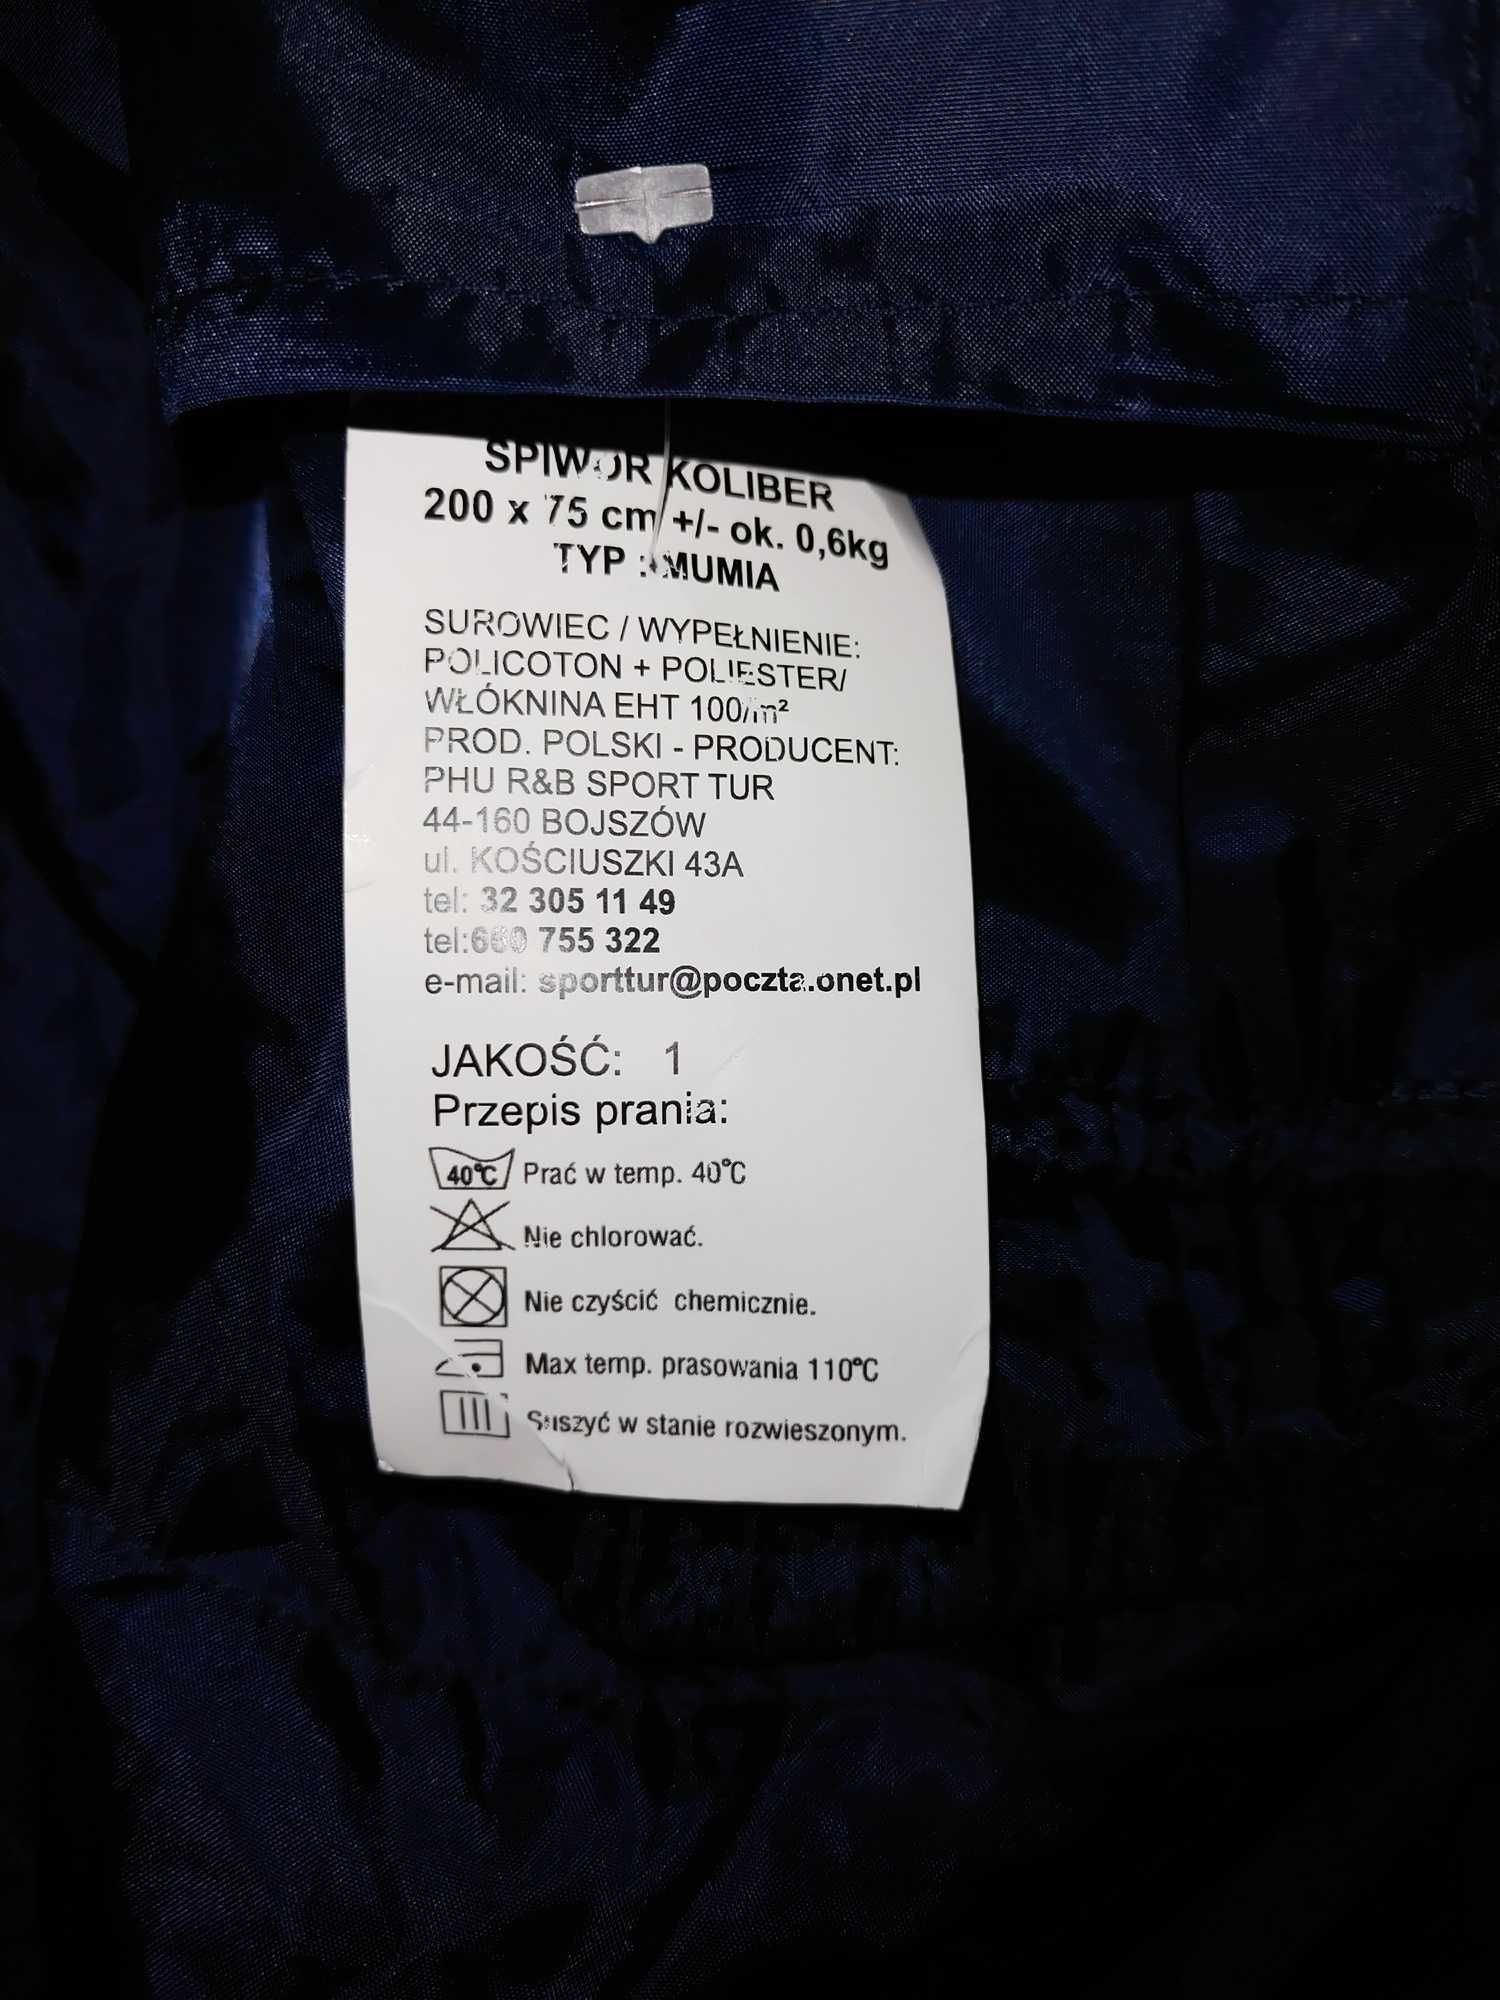 ŚPIWÓR KOLIBER
200 x 75 cm +/- ok. 0,6kg
TYP : MUMIA
SUROWIEC / WYPEŁNIENIE:
POLICOTON + POLIESTER/
WŁÓKNINA EHT 100/m²
PROD. POLSKI - PRODUCENT:
PHU R&B SPORT TUR
44-160 BOJSZÓW
ul. KOŚCIUSZKI 43A
tel: 32 305 11 49
tel:660 755 322
e-mail: sporttur@poczta.onet.pl
JAKOŚĆ: 1
Przepis prania:
40°C Prać w temp. 40°C
Nie chlorować.
Nie czyścić chemicznie.
Max temp. prasowania 110°C
Suszyć w stanie rozwieszonym.